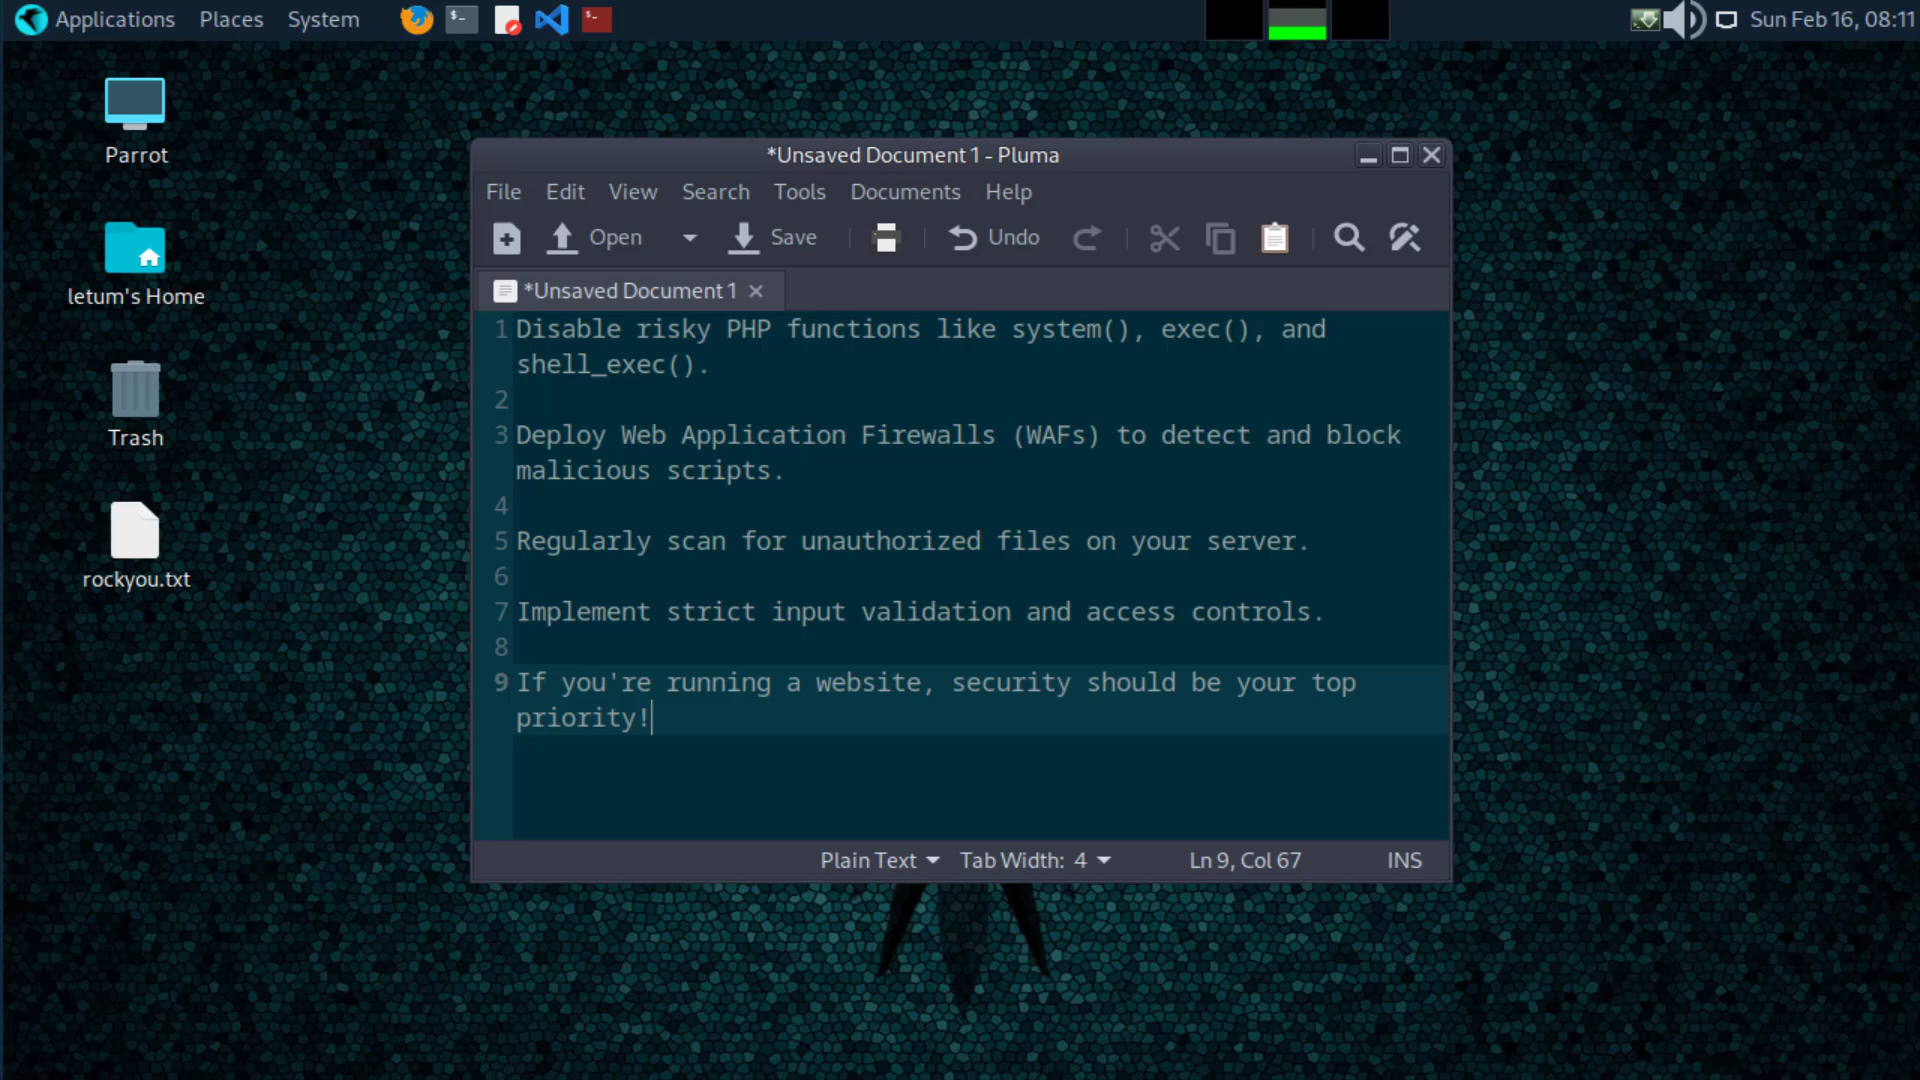 Applications Places System
Sun Feb 16, 08:11
Parrot
letum's Home
Trash
rockyou.txt
*Unsaved Document 1 - Pluma
File Edit View Search Tools Documents Help
Open Save Undo
*Unsaved Document 1
1 Disable risky PHP functions like system(), exec(), and
shell_exec().
2
3 Deploy Web Application Firewalls (WAFs) to detect and block
malicious scripts.
4
5 Regularly scan for unauthorized files on your server.
6
7 Implement strict input validation and access controls.
8
9 If you're running a website, security should be your top
priority!
Plain Text Tab Width: 4 Ln 9, Col 67 INS